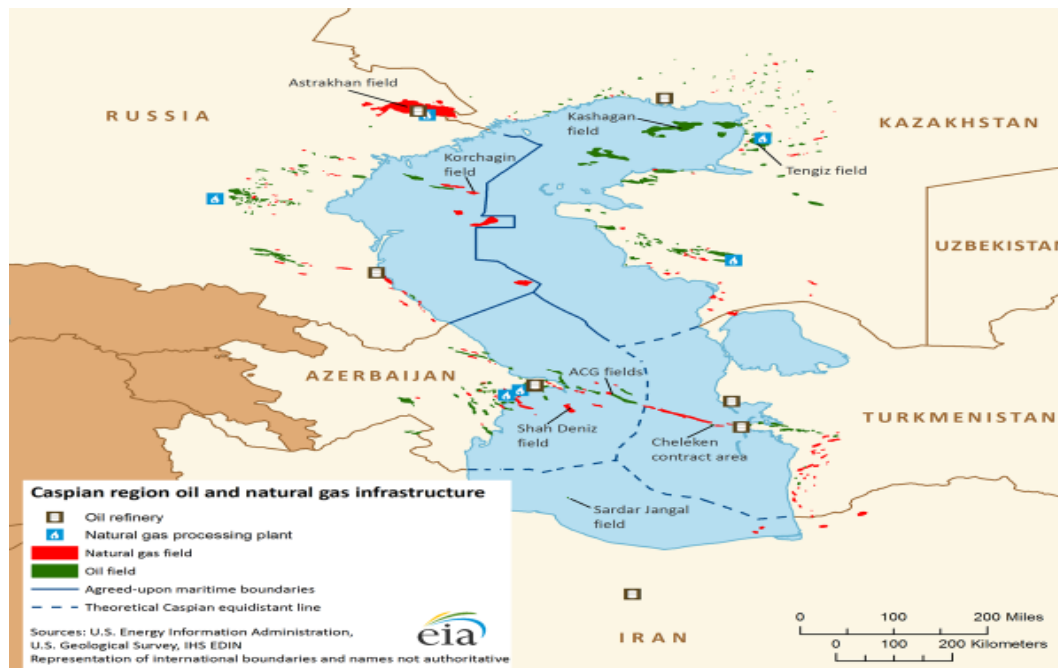 Astrakhan field
RUSSIA
Kashagan
field
KAZAKHSTAN
Korchagin
field
Tengiz field
UZBEKISTAN
AZERBAIJAN
ACG fields
TURKMENISTAN
Shah Deniz
field
Cheleken
contract area
Sardar Jangal
field
Caspian region oil and natural gas infrastructure
Oil refinery
Natural gas processing plant
Natural gas field
Oil field
Agreed-upon maritime boundaries
Theoretical Caspian equidistant line
Sources: U.S. Energy Information Administration,
U.S. Geological Survey, IHS EDIN
Representation of international boundaries and names not authoritative
eia
IRAN
0 100 200 Miles
0 100 200 Kilometers